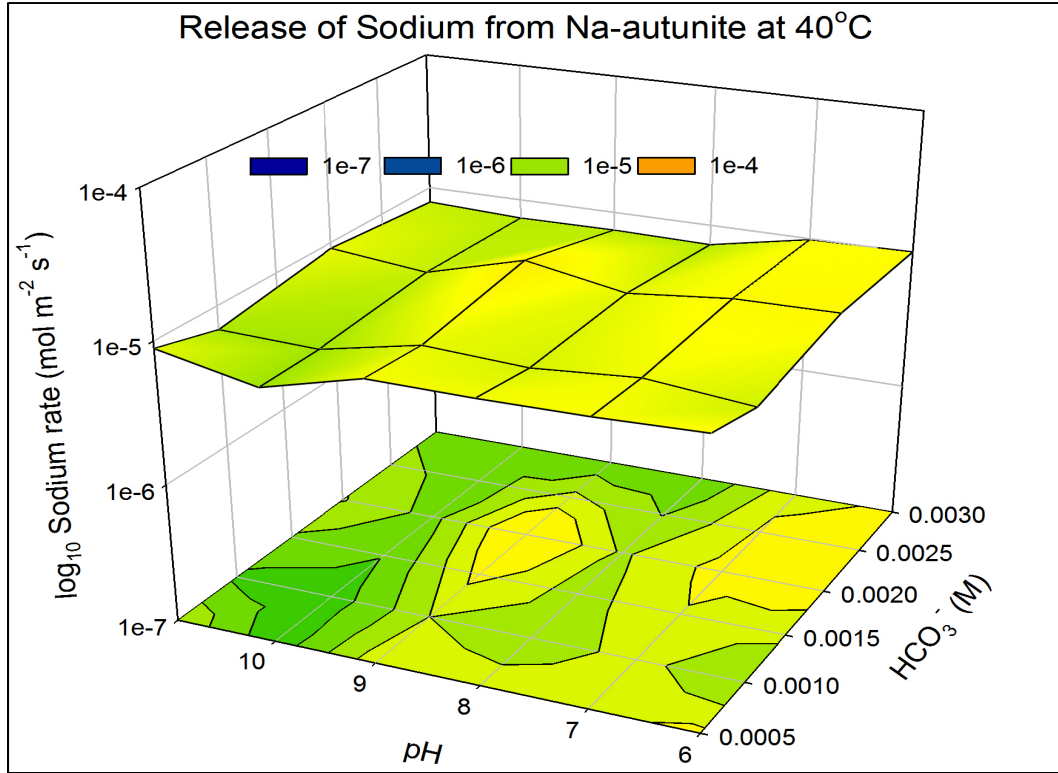 Release of Sodium from Na-autunite at 40°C
1e-7 1e-6 1e-5 1e-4
1e-4
1e-5
1e-6
1e-7
log₁₀ Sodium rate (mol m⁻² s⁻¹)
10
9
8
7
6
pH
0.0030
0.0025
0.0020
0.0015
0.0010
0.0005
HCO₃⁻ (M)